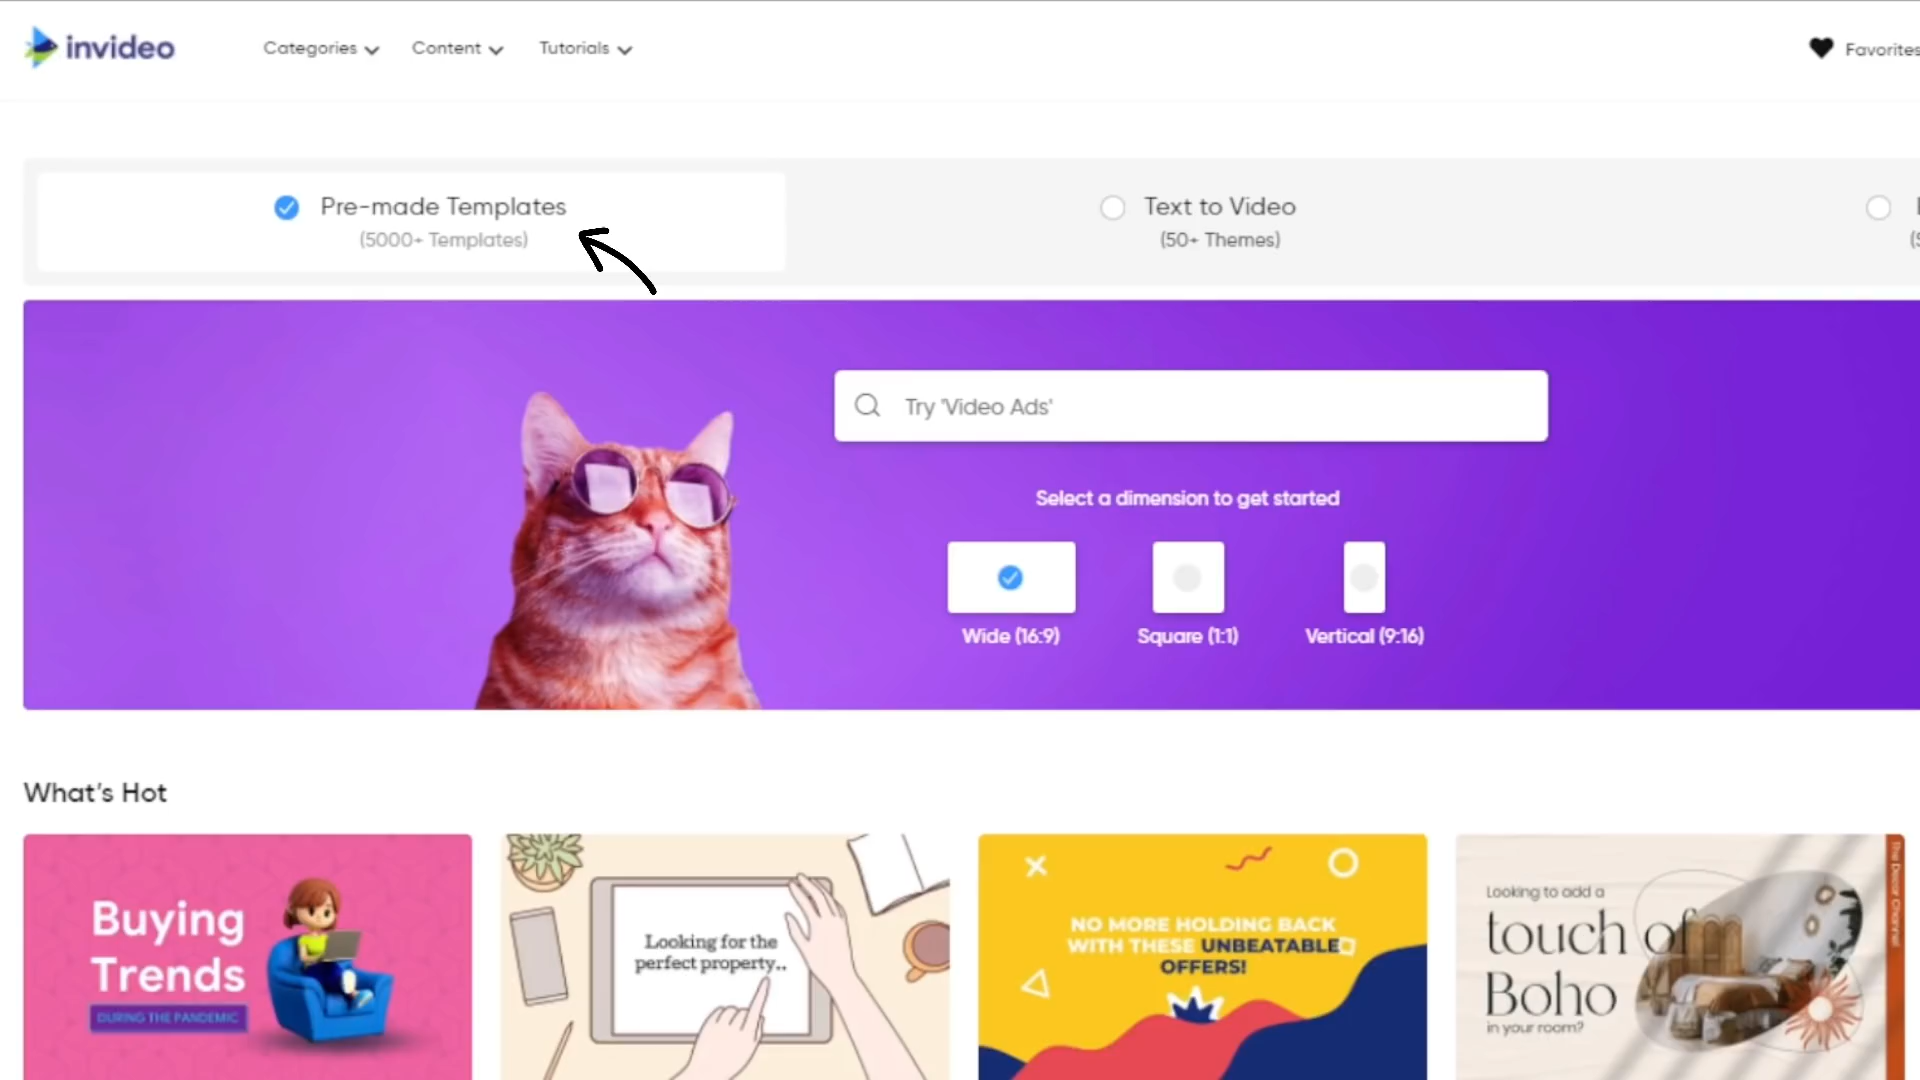 invideo
Categories
Content
Tutorials
Favorites
Pre-made Templates
(5000+ Templates)
Text to Video
(50+ Themes)
Try 'Video Ads'
Select a dimension to get started
Wide (16:9)
Square (1:1)
Vertical (9:16)
What's Hot
Buying
Trends
DURING THE PANDEMIC
Looking for the
perfect property..
NO MORE HOLDING BACK
WITH THESE UNBEATABLE
OFFERS!
Looking to add a
touch of
Boho
in your room?
The Decor Channel